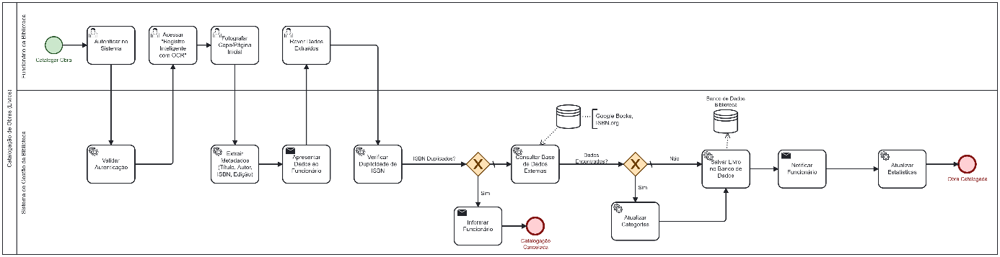 Catalogação de Obras (Livros)
Funcionário da Biblioteca
Catalogar Obra
Autenticar no
Sistema
Acessar
"Registro
Inteligente
com OCR"
Fotografar
Capa/Página
Inicial
Rever Dados
Extraídos
Sistema de Gestão de Biblioteca
Validar
Autenticação
Extrair
Metadados
(Título, Autor,
ISBN, Edição)
Apresentar
Dados ao
Funcionário
Verificar
Duplicidade de
ISBN
ISBN Duplicados?
X
Sim
Informar
Funcionário
Catalogação
Cancelada
Consultar Base
de Dados
Externas
Google Books,
ISBN.org
Dados
Encontrados?
X
Não
Sim
Atualizar
Categorias
Banco de Dados
Biblioteca
Salvar Livro
no Banco de
Dados
Notificar
Funcionário
Atualizar
Estatísticas
Obra Catalogada